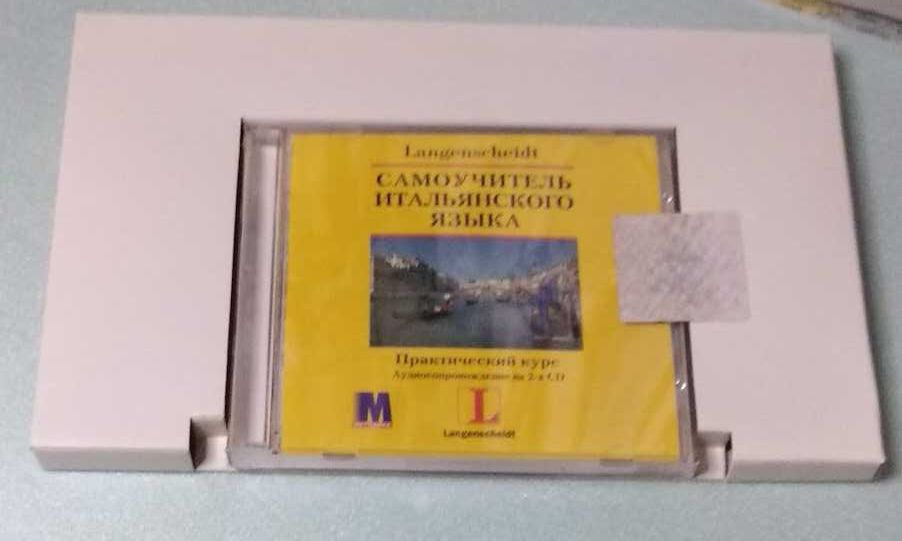 Langenscheidt
САМОУЧИТЕЛЬ
ИТАЛЬЯНСКОГО
ЯЗЫКА
Практический курс
Аудиосопровождение на 2-х CD
М
L
Langenscheidt